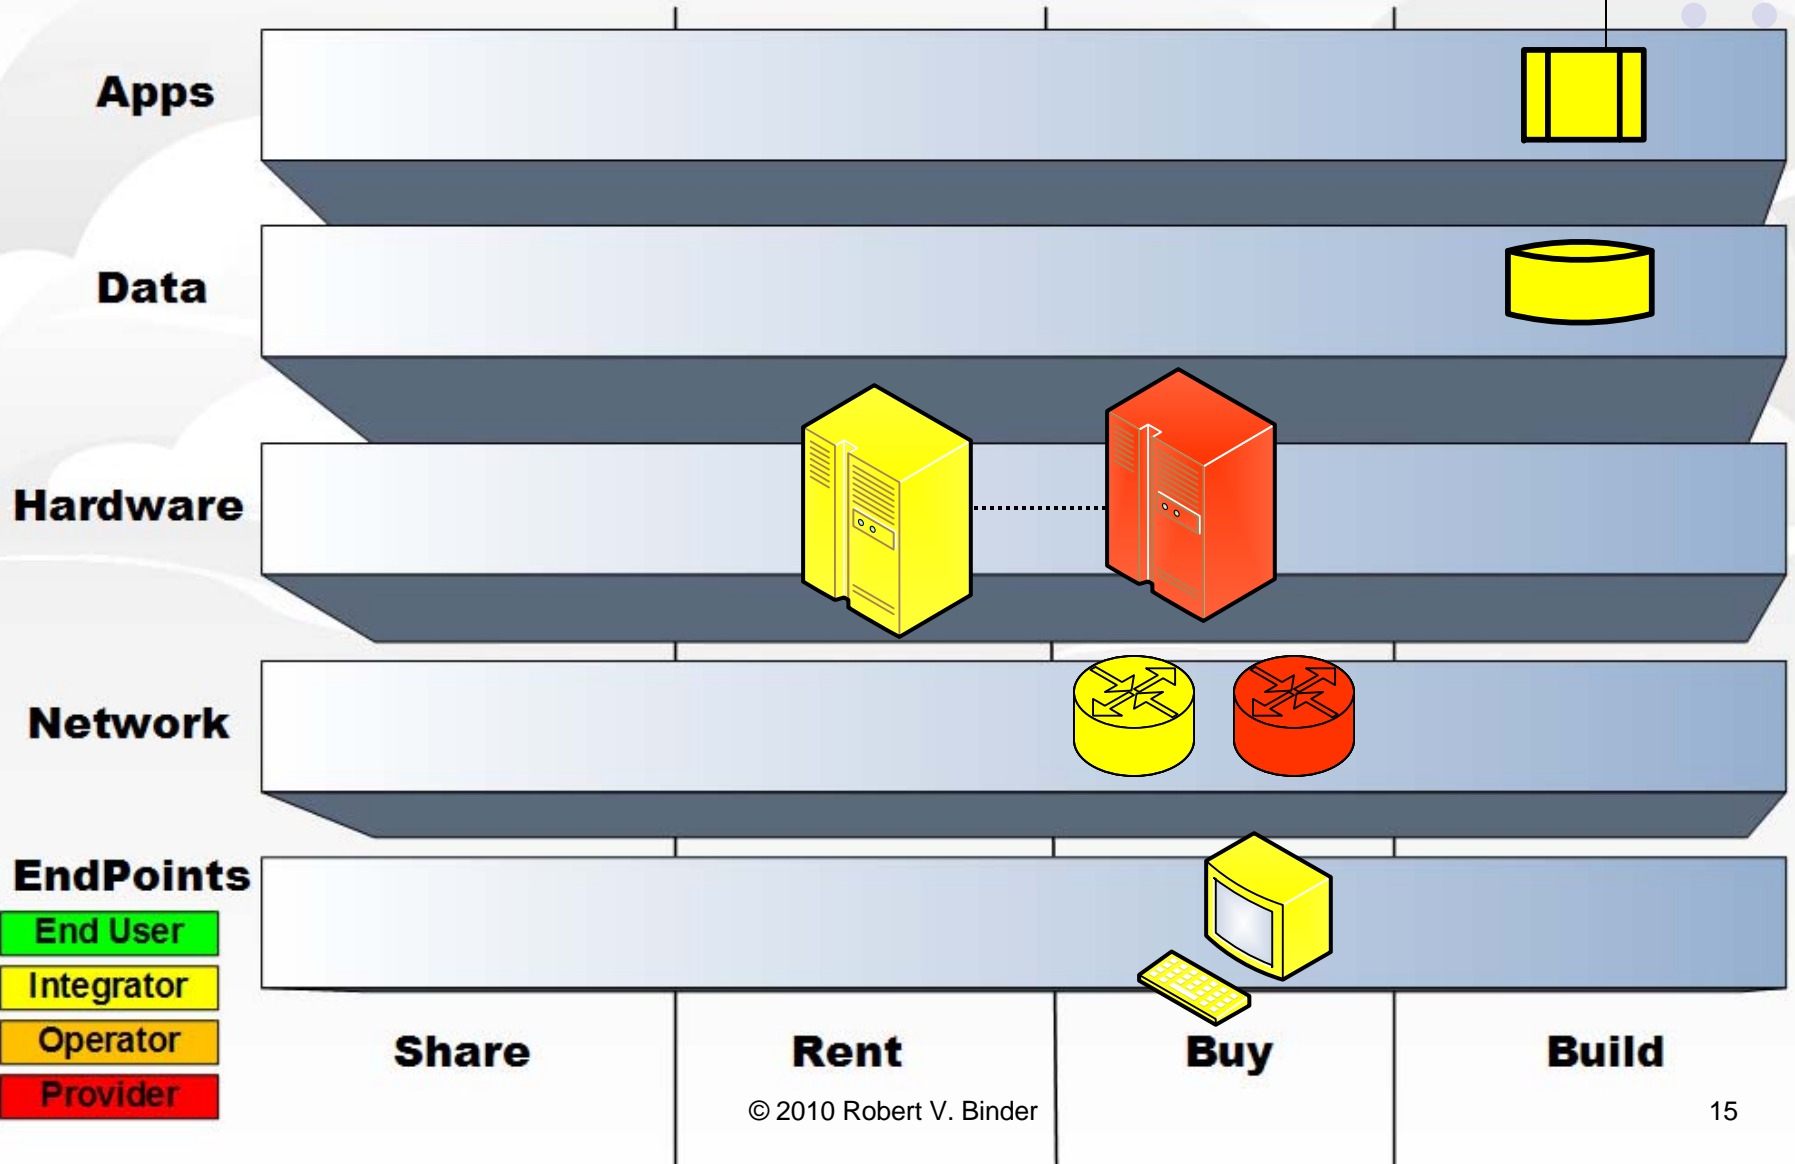 Apps
Data
Hardware
Network
EndPoints
End User
Integrator
Operator
Provider
Share
Rent
Buy
Build
© 2010 Robert V. Binder
15